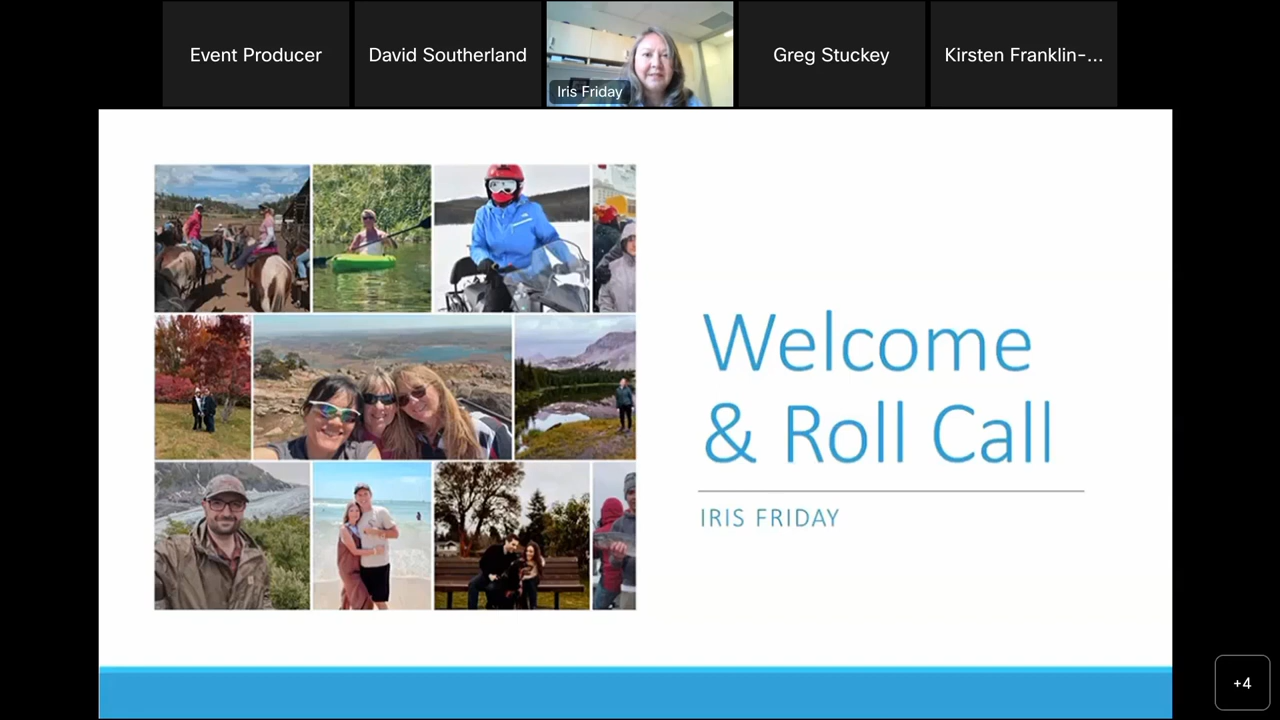 Event Producer
David Southerland
Iris Friday
Greg Stuckey
Kirsten Franklin-...
Welcome
& Roll Call
IRIS FRIDAY
+4